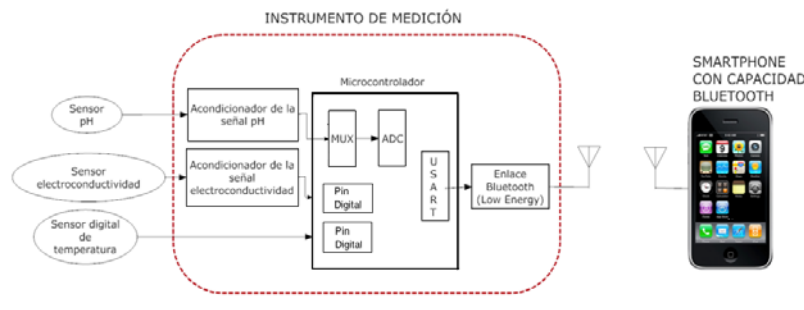 INSTRUMENTO DE MEDICIÓN
SMARTPHONE
CON CAPACIDAD
BLUETOOTH
Microcontrolador
Sensor
pH
Acondicionador de la
señal pH
MUX
ADC
Sensor
electroconductividad
Acondicionador de la
señal
electroconductividad
Pin
Digital
U
S
A
R
T
Enlace
Bluetooth
(Low Energy)
Sensor digital
de
temperatura
Pin
Digital